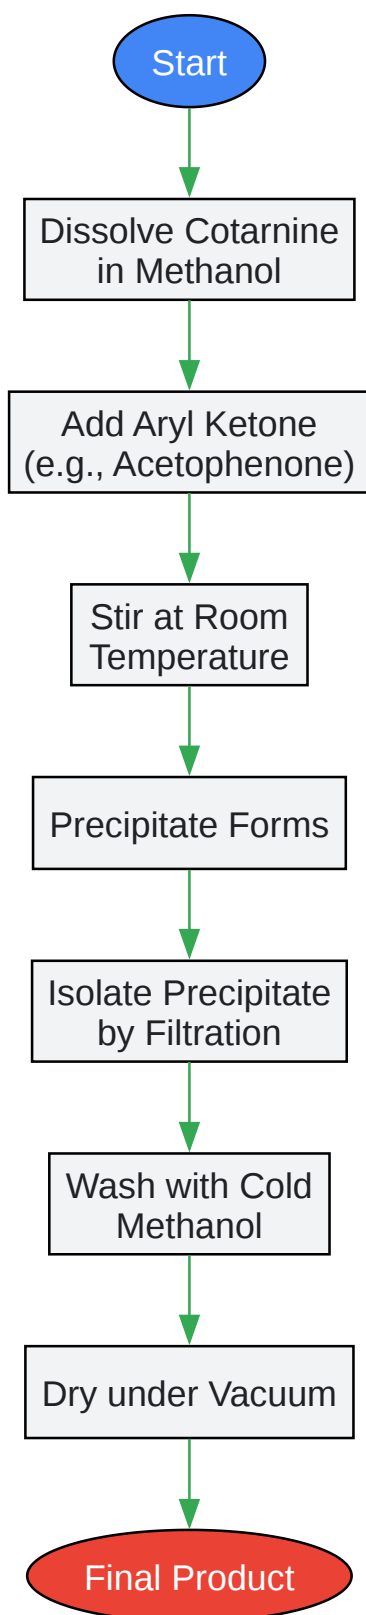 Start
Dissolve Cotarnine
in Methanol
Add Aryl Ketone
(e.g., Acetophenone)
Stir at Room
Temperature
Precipitate Forms
Isolate Precipitate
by Filtration
Wash with Cold
Methanol
Dry under Vacuum
Final Product